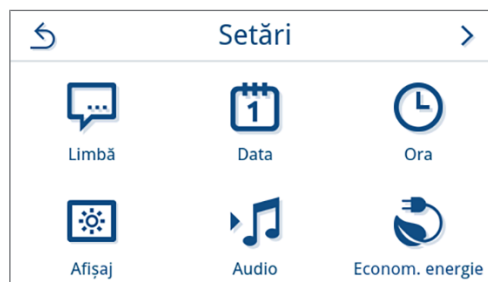 Setări
1
Limbă
Data
Ora
Afișaj
Audio
Econom. energie